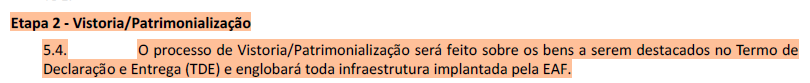 Etapa 2 - Vistoria/Patrimonialização
5.4. O processo de Vistoria/Patrimonialização será feito sobre os bens a serem destacados no Termo de
Declaração e Entrega (TDE) e englobará toda infraestrutura implantada pela EAF.